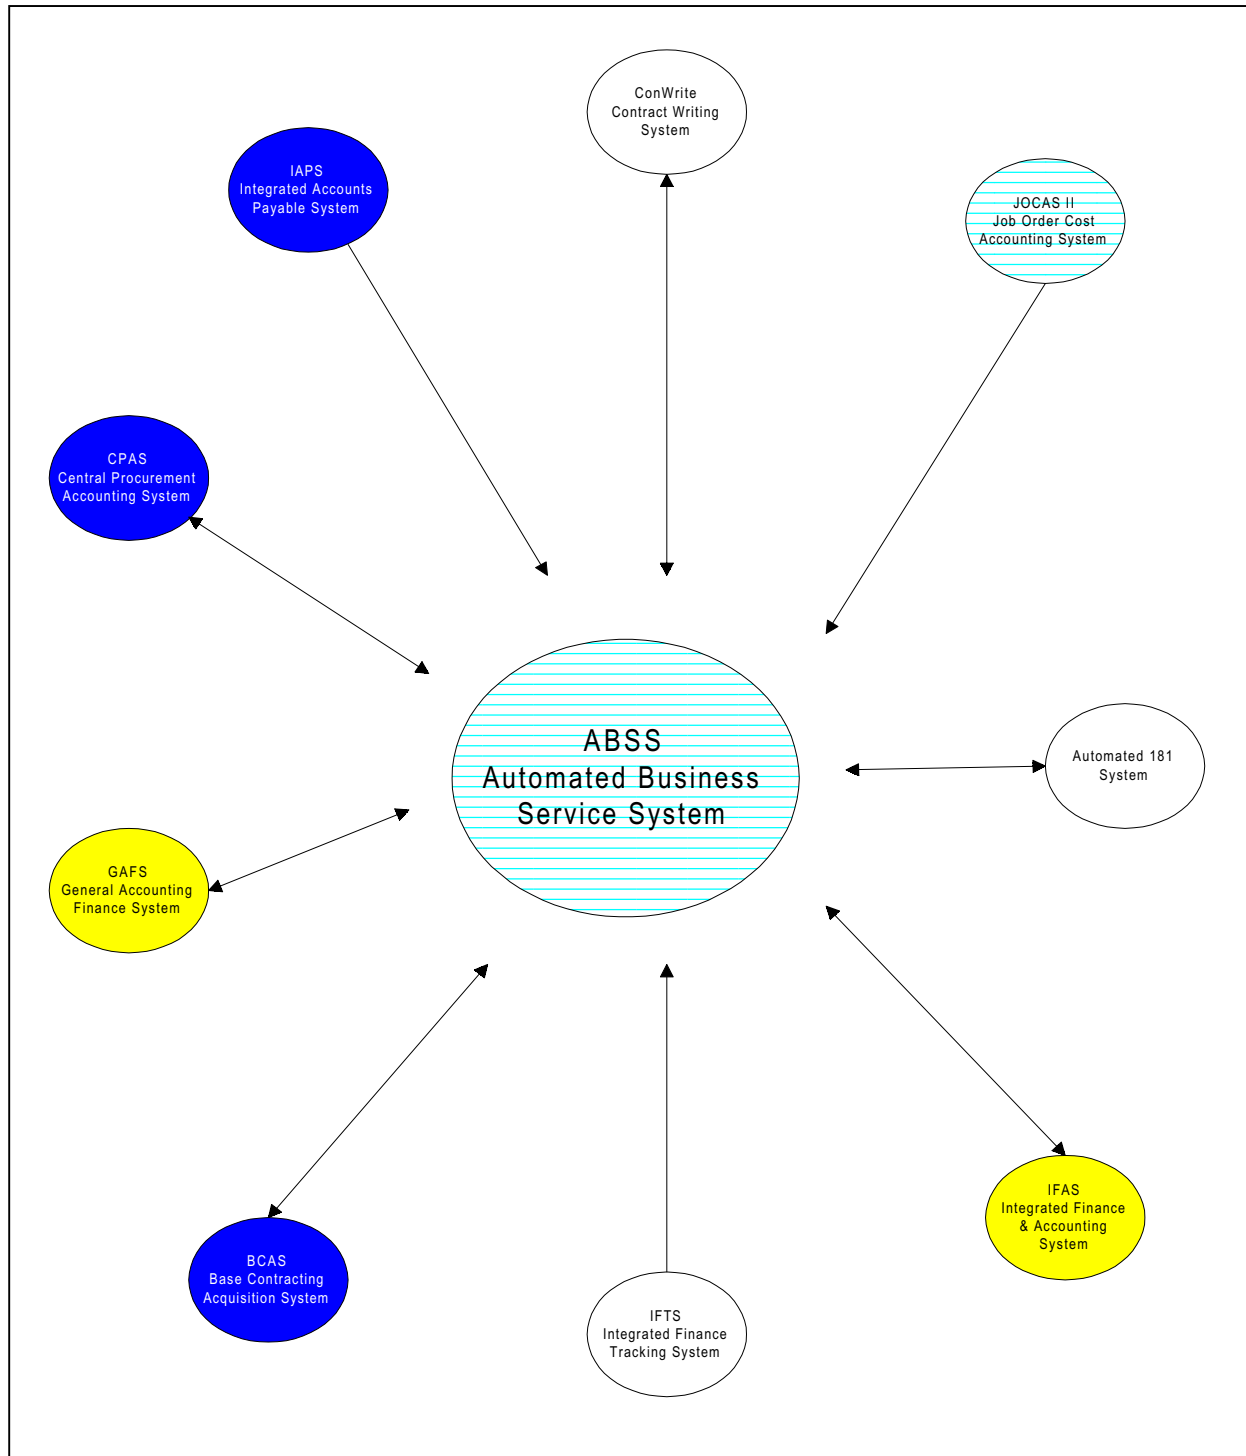 ConWrite
Contract Writing
System
IAPS
Integrated Accounts
Payable System
JOCAS II
Job Order Cost
Accounting System
CPAS
Central Procurement
Accounting System
ABSS
Automated Business
Service System
Automated 181
System
GAFS
General Accounting
Finance System
IFAS
Integrated Finance
& Accounting
System
BCAS
Base Contracting
Acquisition System
IFTS
Integrated Finance
Tracking System